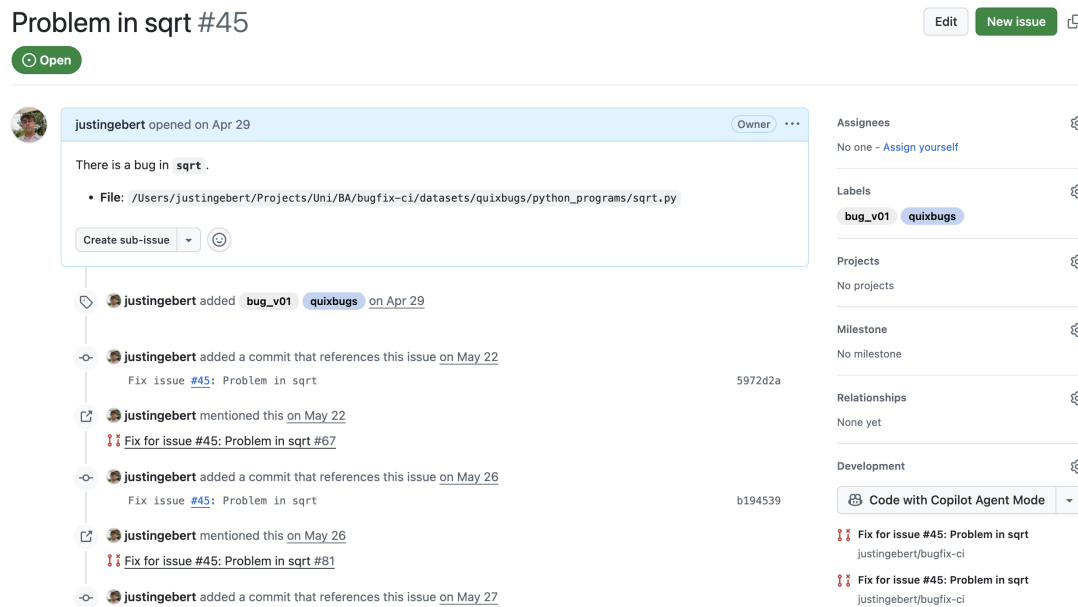 Problem in sqrt #45
Edit
New issue
Open
justingebert opened on Apr 29
Owner
There is a bug in sqrt.
• File: /Users/justingebert/Projects/Uni/BA/bugfix-ci/datasets/quixbugs/python_programs/sqrt.py
Create sub-issue
justingebert added bug_v01 quixbugs on Apr 29
justingebert added a commit that references this issue on May 22
Fix issue #45: Problem in sqrt
5972d2a
justingebert mentioned this on May 22
Fix for issue #45: Problem in sqrt #67
justingebert added a commit that references this issue on May 26
Fix issue #45: Problem in sqrt
b194539
justingebert mentioned this on May 26
Fix for issue #45: Problem in sqrt #81
justingebert added a commit that references this issue on May 27
Assignees
No one - Assign yourself
Labels
bug_v01 quixbugs
Projects
No projects
Milestone
No milestone
Relationships
None yet
Development
Code with Copilot Agent Mode
Fix for issue #45: Problem in sqrt
justingebert/bugfix-ci
Fix for issue #45: Problem in sqrt
justingebert/bugfix-ci